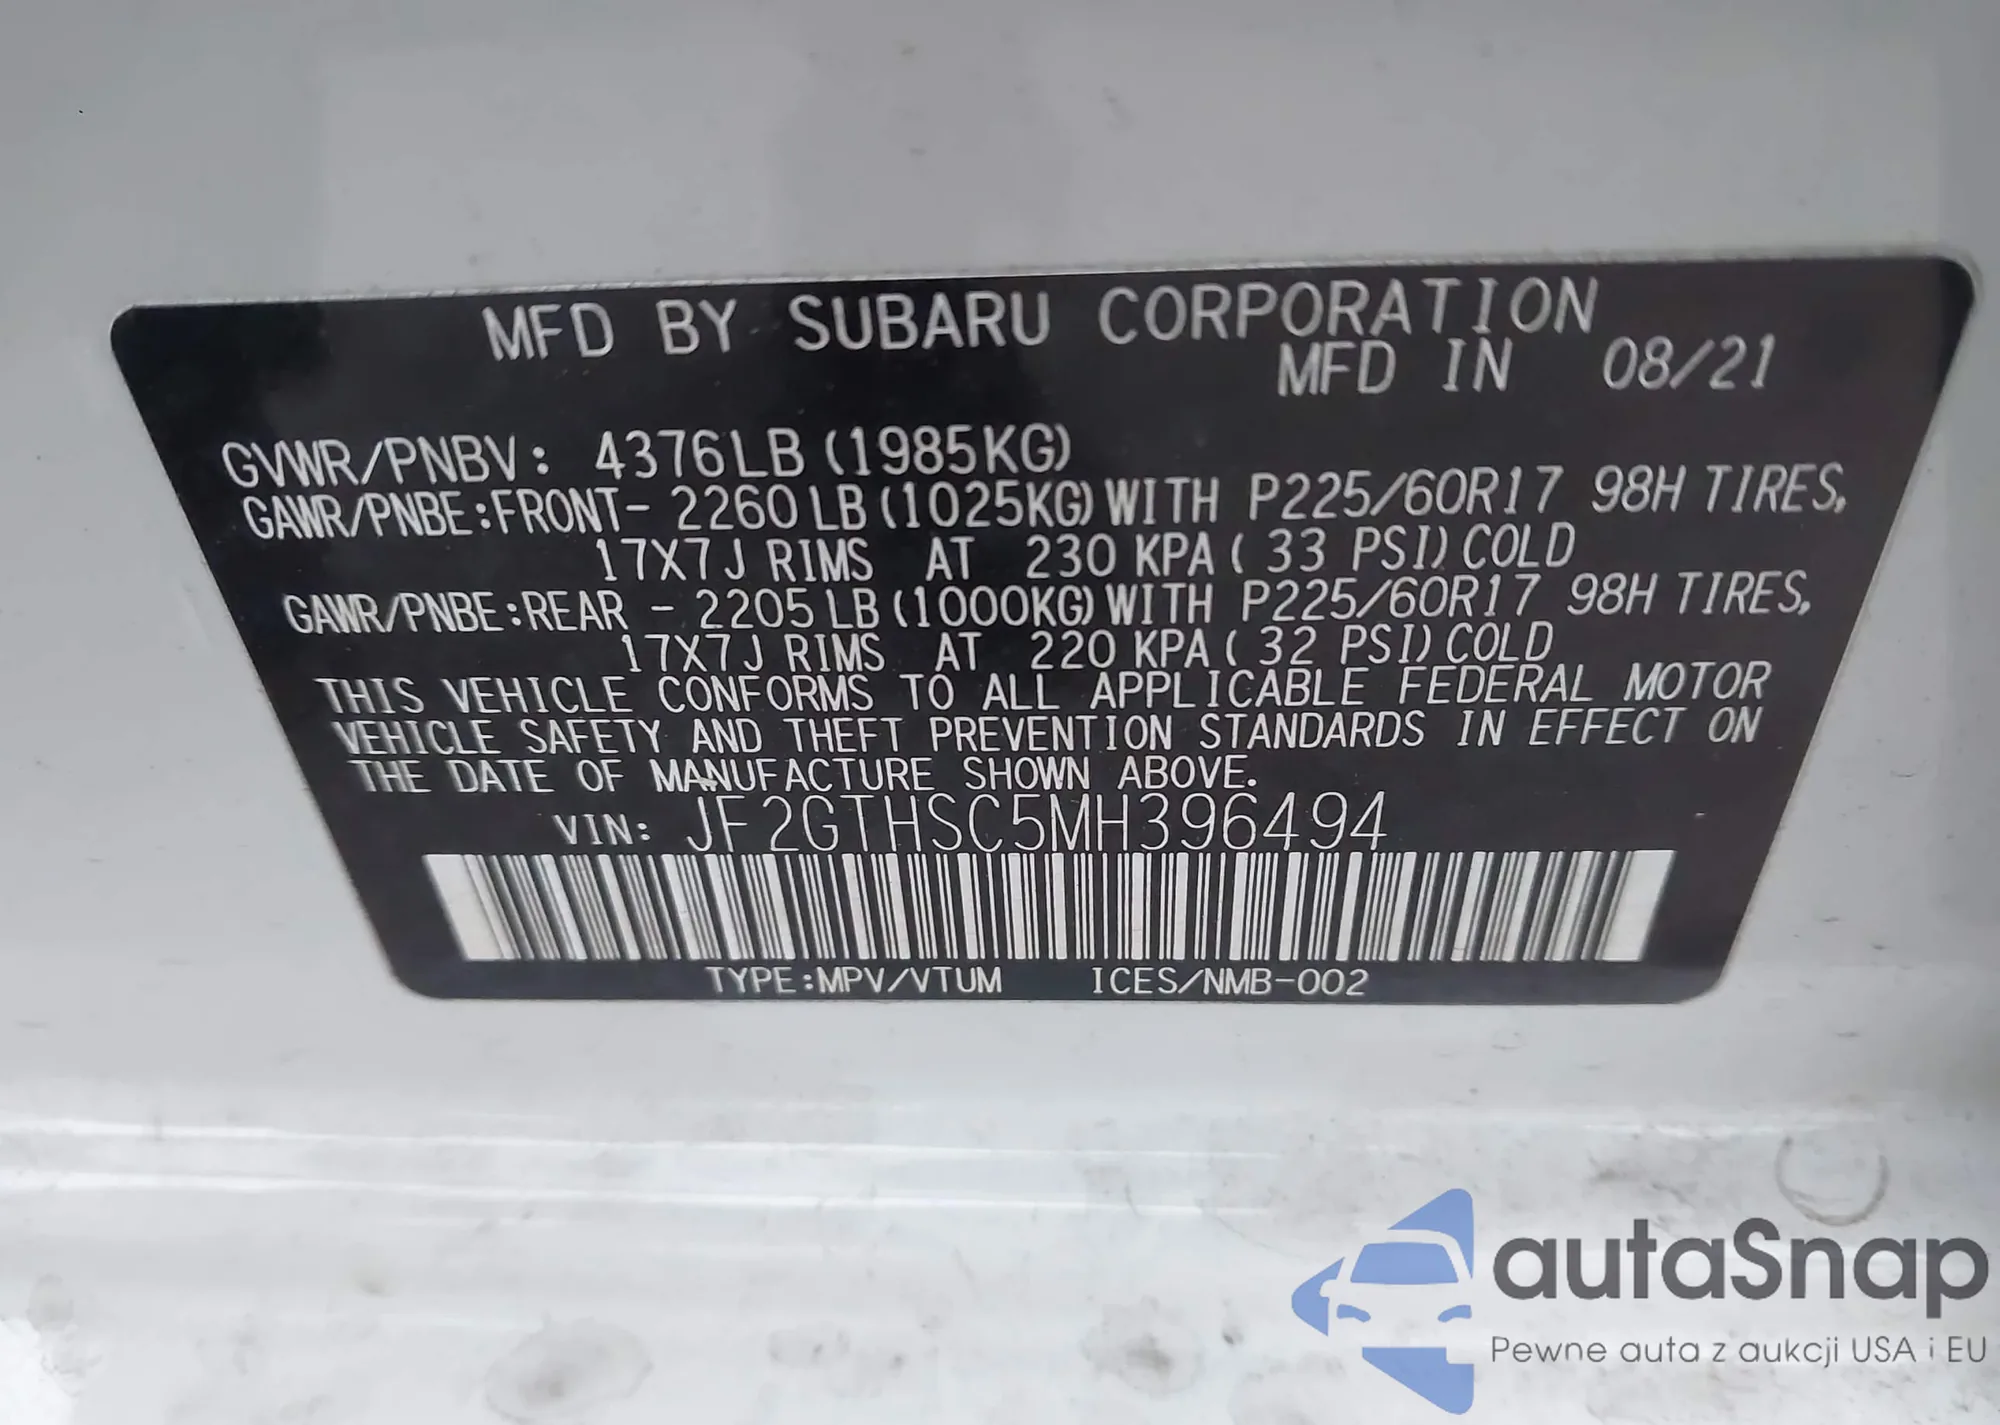 MFD BY SUBARU CORPORATION
MFD IN 08/21
GVWR/PNBV: 4376LB (1985KG)
GAWR/PNBE:FRONT- 2260LB (1025KG)WITH P225/60R17 98H TIRES,
17X7J RIMS AT 230 KPA ( 33 PSI) COLD
GAWR/PNBE:REAR - 2205LB (1000KG)WITH P225/60R17 98H TIRES,
17X7J RIMS AT 220 KPA ( 32 PSI) COLD
THIS VEHICLE CONFORMS TO ALL APPLICABLE FEDERAL MOTOR
VEHICLE SAFETY AND THEFT PREVENTION STANDARDS IN EFFECT ON
THE DATE OF MANUFACTURE SHOWN ABOVE.
VIN: JF2GTHSC5MH396494
TYPE:MPV/VTUM ICES/NMB-002
autaSnap
Pewne auta z aukcji USA i EU